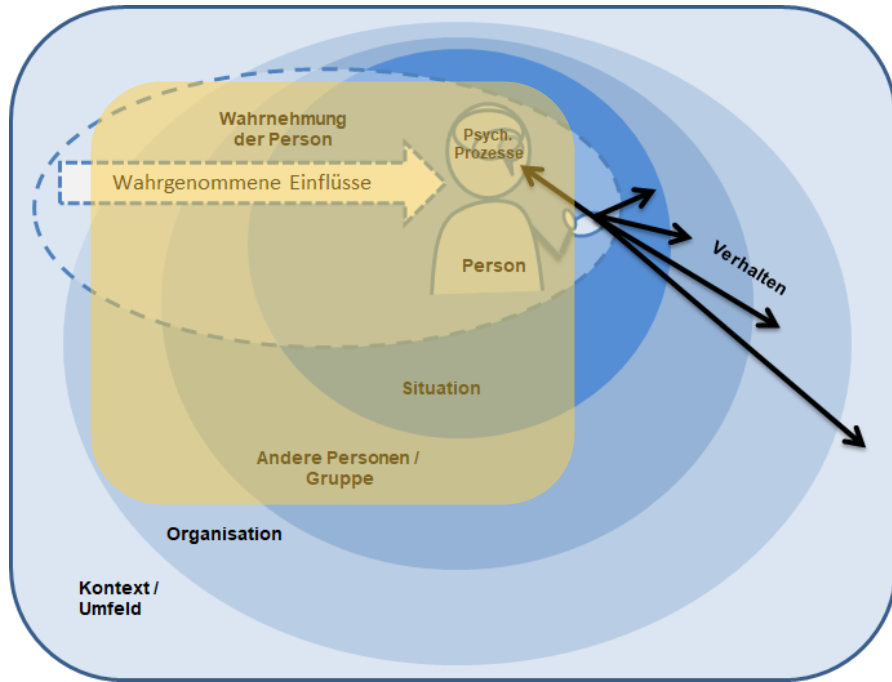 Wahrnehmung
der Person
Psych.
Prozesse
Wahrgenommene Einflüsse
Person
Verhalten
Situation
Andere Personen /
Gruppe
Organisation
Kontext /
Umfeld